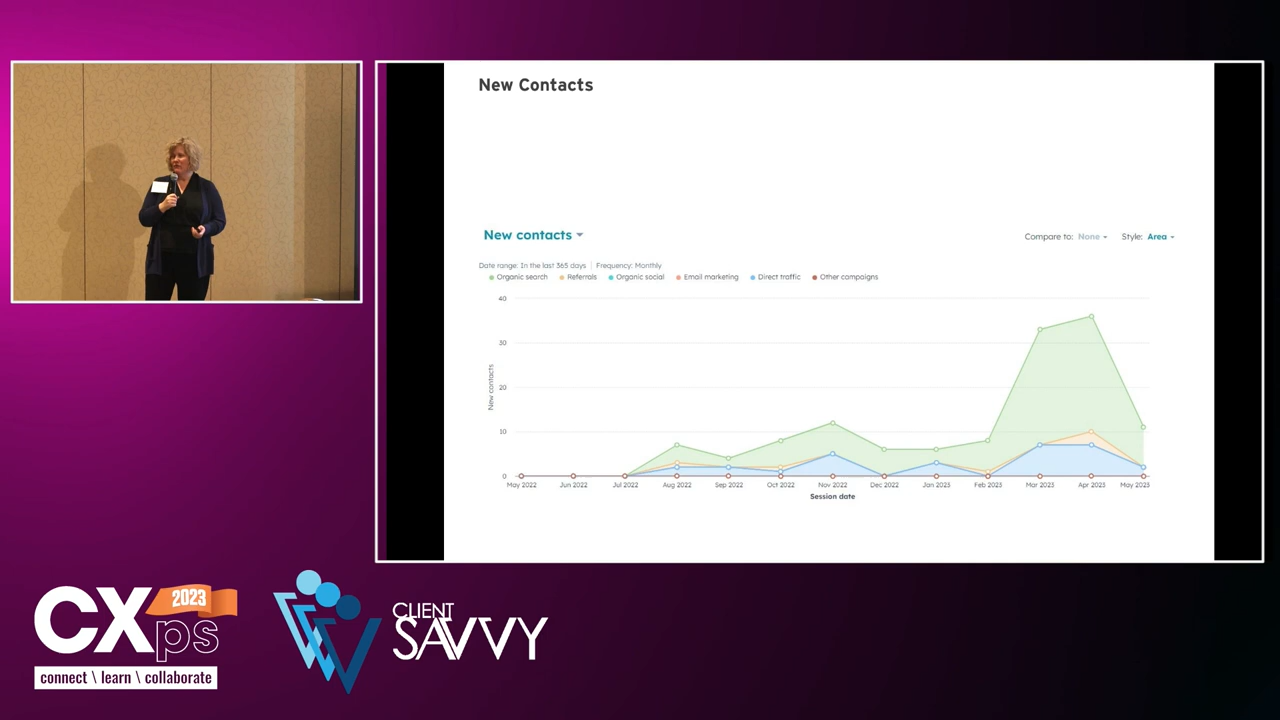 New Contacts
New contacts
Compare to: None
Style: Area
Date range: In the last 365 days | Frequency: Monthly
Organic search
Referrals
Organic social
Email marketing
Direct traffic
Other campaigns
40
30
20
10
0
New contacts
May 2022
Jun 2022
Jul 2022
Aug 2022
Sep 2022
Oct 2022
Nov 2022
Dec 2022
Jan 2023
Feb 2023
Mar 2023
Apr 2023
May 2023
Session date
CXps
2023
connect \ learn \ collaborate
CLIENT
SAVVY